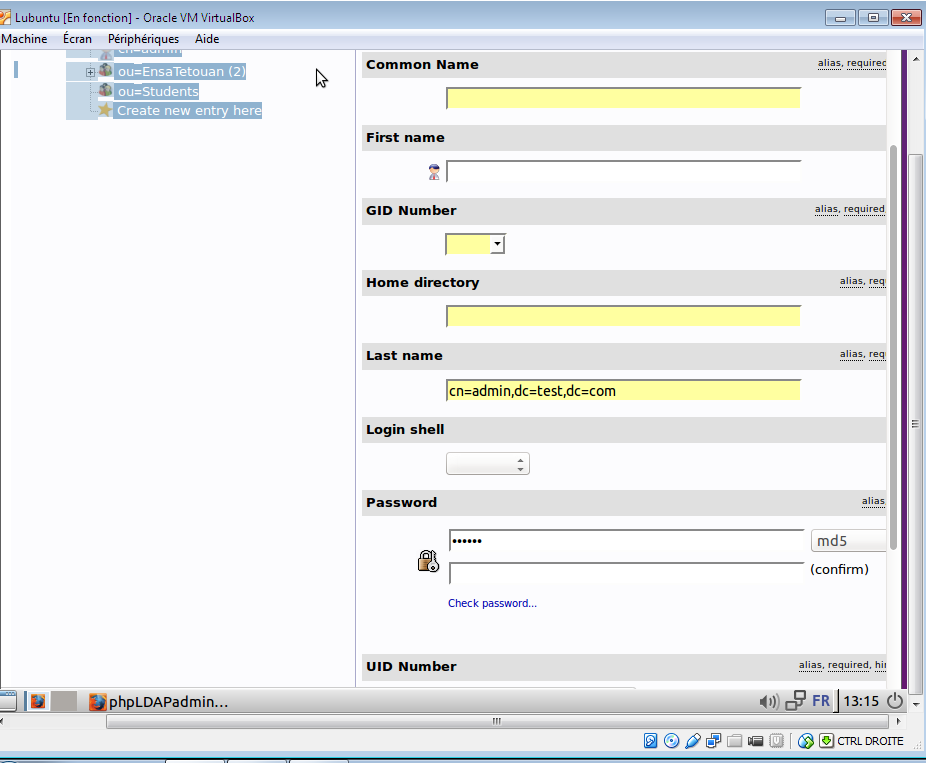 Lubuntu [En fonction] - Oracle VM VirtualBox
Machine Écran Périphériques Aide
cn=admin
ou=EnsaTetouan (2)
ou=Students
Create new entry here
Common Name alias, required
First name
GID Number alias, required,
Home directory alias, req
Last name alias, req
cn=admin,dc=test,dc=com
Login shell
Password alias
•••••• md5
(confirm)
Check password...
UID Number alias, required, hin
phpLDAPadmin... FR 13:15
CTRL DROITE